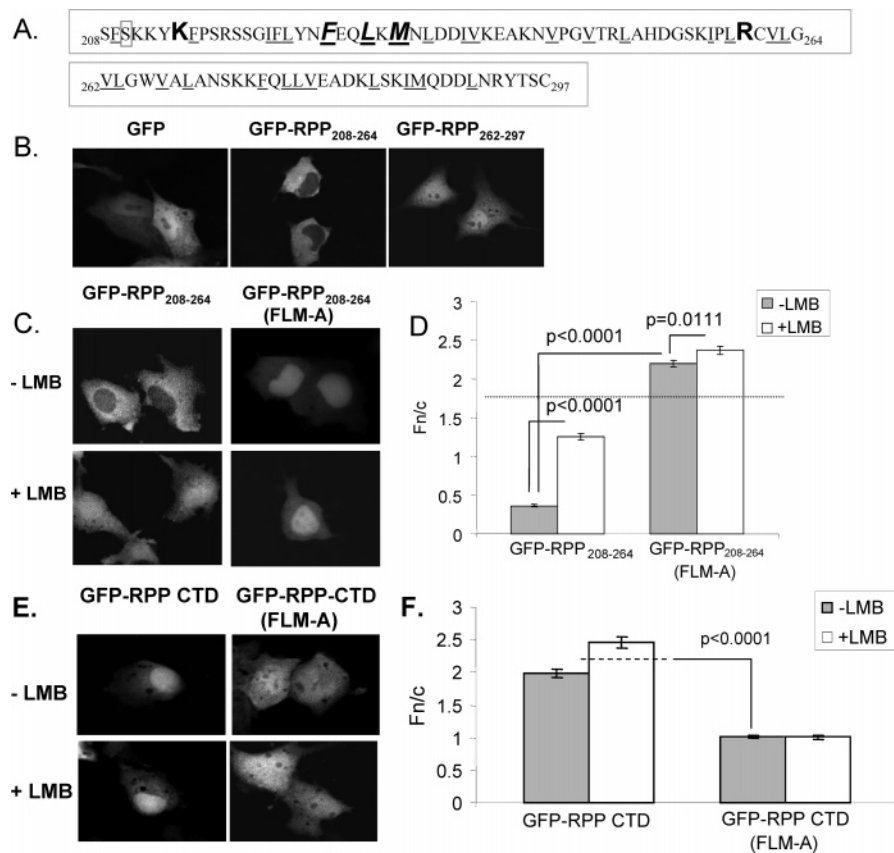 A.
208SFSKKYKFPSRSSGIFLYNFEQLKMNLDDIVKEAKNVPGVTRLAHDGSKIPLRCVLG264
262VLGWVALANSKKFQLLVEADKLSKIMQDDLNRYTSC297
B.
GFP GFP-RPP208-264 GFP-RPP262-297
C.
GFP-RPP208-264 GFP-RPP208-264
(FLM-A)
- LMB
+ LMB
D
-LMB
+LMB
3
2.5
2
1.5
1
0.5
0
Fn/c
p<0.0001
p=0.0111
p<0.0001
GFP-RPP208-264 GFP-RPP208-264
(FLM-A)
E.
GFP-RPP CTD GFP-RPP-CTD
(FLM-A)
- LMB
+ LMB
F.
-LMB
+LMB
3
2.5
2
1.5
1
0.5
0
Fn/c
p<0.0001
GFP-RPP CTD GFP-RPP CTD
(FLM-A)